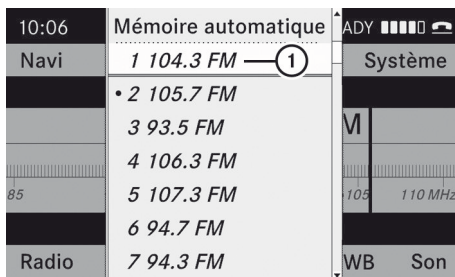 10:06 Mémoire automatique ADY
Navi 1 104.3 FM 1 Système
• 2 105.7 FM
3 93.5 FM M
4 106.3 FM
85 5 107.3 FM 105 110 MHz
6 94.7 FM
Radio 7 94.3 FM WB Son